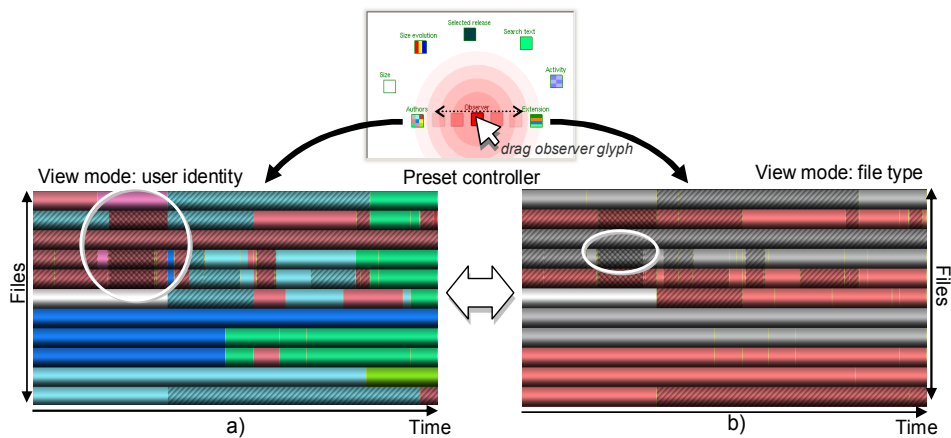 Selected release
Size evolution
Search text
Size
Activity
Authors
Observer
Extension
drag observer glyph
View mode: user identity
Preset controller
View mode: file type
Files
Files
a)
Time
b)
Time